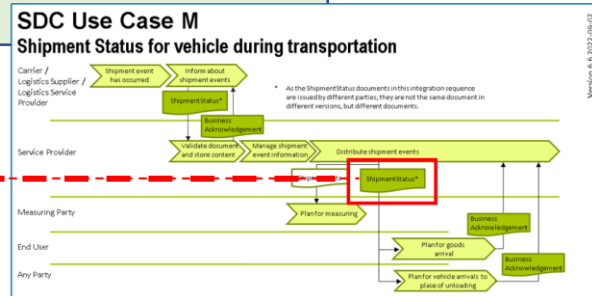 SDC Use Case M
Shipment Status for vehicle during transportation
Version 6.6 2022-09-02
Carrier /
Logistics Supplier /
Logistics Service
Provider
Shipment event
has occurred
Inform about
shipment events
ShipmentStatus*
* As the ShipmentStatus documents in this integration sequence
are issued by different parties, they are not the same document in
different versions, but different documents.
Business
Acknowledgement
Service Provider
Validate document
and store content
Manage shipment
event information
Distribute shipment events
ShipmentStatus*
Measuring Party
Plan for measuring
Business
Acknowledgement
End User
Plan for goods
arrival
Business
Acknowledgement
Any Party
Plan for vehicle arrivals to
place of unloading